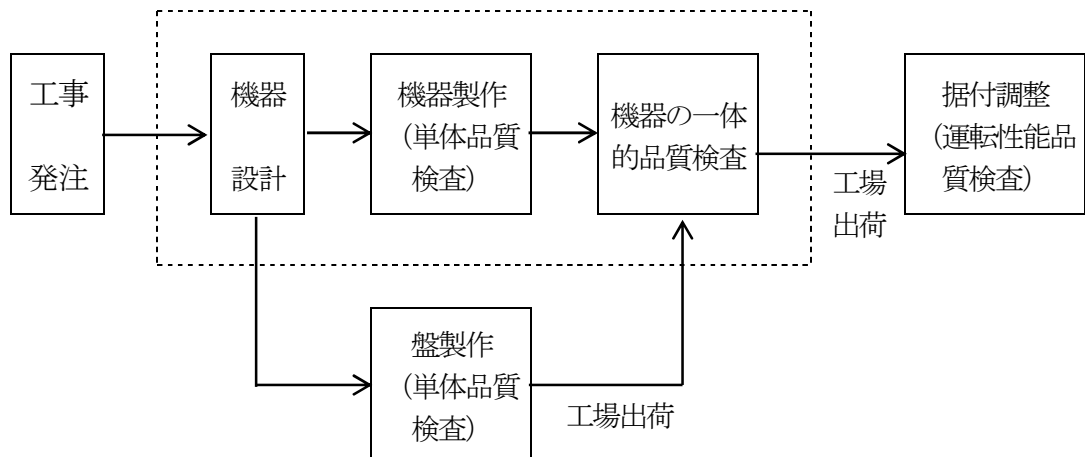 工事
発注
機器
設計
機器製作
（単体品質
検査）
機器の一体
的品質検査
工場
出荷
据付調整
（運転性能品
質検査）
盤製作
（単体品質
検査）
工場出荷